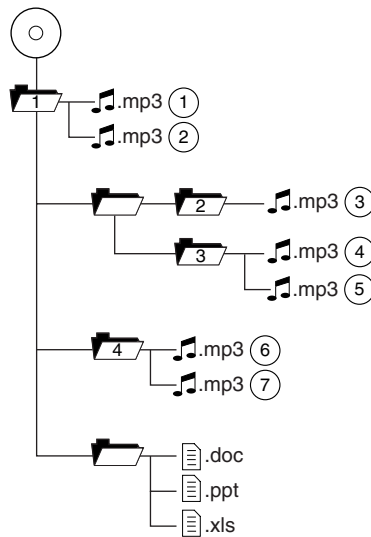 1 .mp3 1
.mp3 2
2 .mp3 3
3 .mp3 4
.mp3 5
4 .mp3 6
.mp3 7
.doc
.ppt
.xls